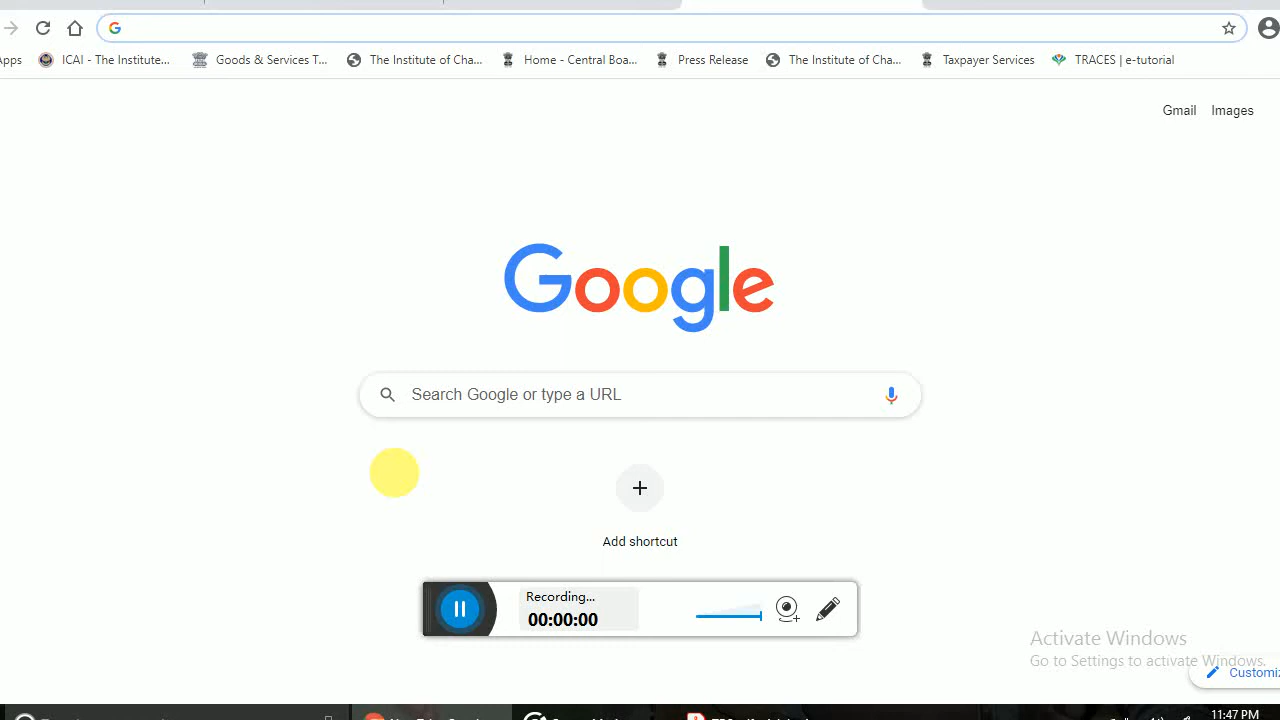 Apps ICAI - The Institute... Goods & Services T... The Institute of Cha... Home - Central Boa... Press Release The Institute of Cha... Taxpayer Services TRACES | e-tutorial
Gmail Images
Google
Search Google or type a URL
Add shortcut
Recording...
00:00:00
Activate Windows
Go to Settings to activate Windows.
Customiz
11:47 PM